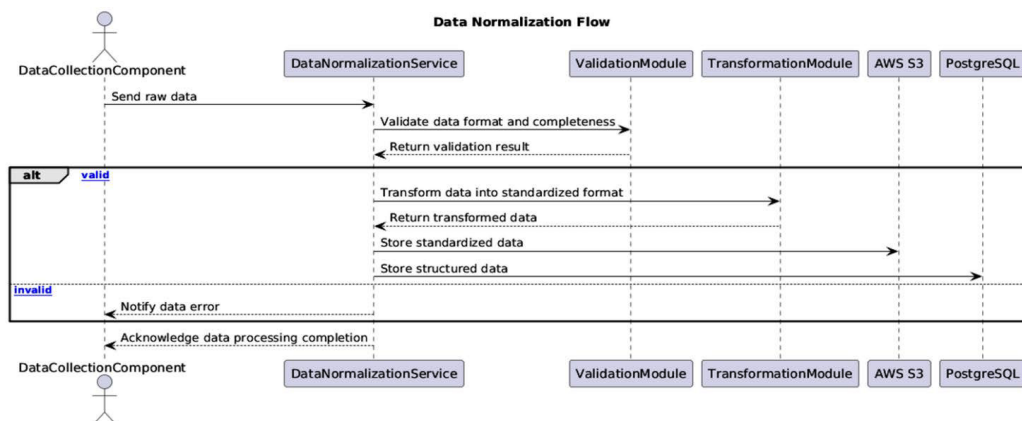 Data Normalization Flow
DataCollectionComponent
DataNormalizationService
ValidationModule
TransformationModule
AWS S3
PostgreSQL
Send raw data
Validate data format and completeness
Return validation result
alt
valid
Transform data into standardized format
Return transformed data
Store standardized data
Store structured data
invalid
Notify data error
Acknowledge data processing completion
DataCollectionComponent
DataNormalizationService
ValidationModule
TransformationModule
AWS S3
PostgreSQL